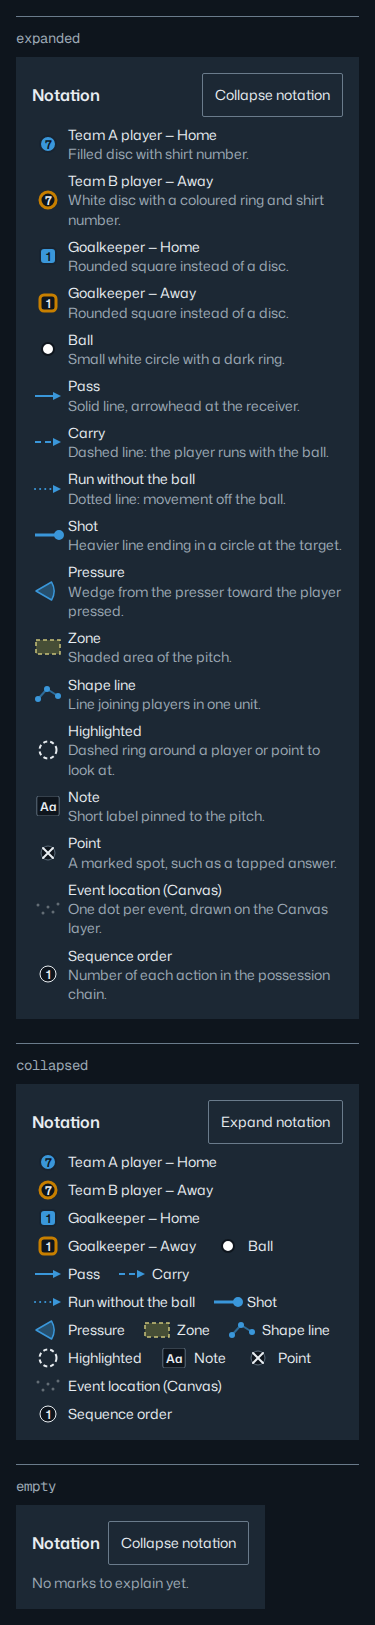 expanded
Notation
Collapse notation
7
Team A player – Home
Filled disc with shirt number.
7
Team B player – Away
White disc with a coloured ring and shirt
number.
1
Goalkeeper – Home
Rounded square instead of a disc.
1
Goalkeeper – Away
Rounded square instead of a disc.
Ball
Small white circle with a dark ring.
Pass
Solid line, arrowhead at the receiver.
Carry
Dashed line: the player runs with the ball.
Run without the ball
Dotted line: movement off the ball.
Shot
Heavier line ending in a circle at the target.
Pressure
Wedge from the presser toward the player
pressed.
Zone
Shaded area of the pitch.
Shape line
Line joining players in one unit.
Highlighted
Dashed ring around a player or point to
look at.
Aa
Note
Short label pinned to the pitch.
Point
A marked spot, such as a tapped answer.
Event location (Canvas)
One dot per event, drawn on the Canvas
layer.
1
Sequence order
Number of each action in the possession
chain.
collapsed
Notation
Expand notation
7 Team A player – Home
7 Team B player – Away
1 Goalkeeper – Home
1 Goalkeeper – Away Ball
Pass Carry
Run without the ball Shot
Pressure Zone Shape line
Highlighted Aa Note Point
Event location (Canvas)
1 Sequence order
empty
Notation
Collapse notation
No marks to explain yet.